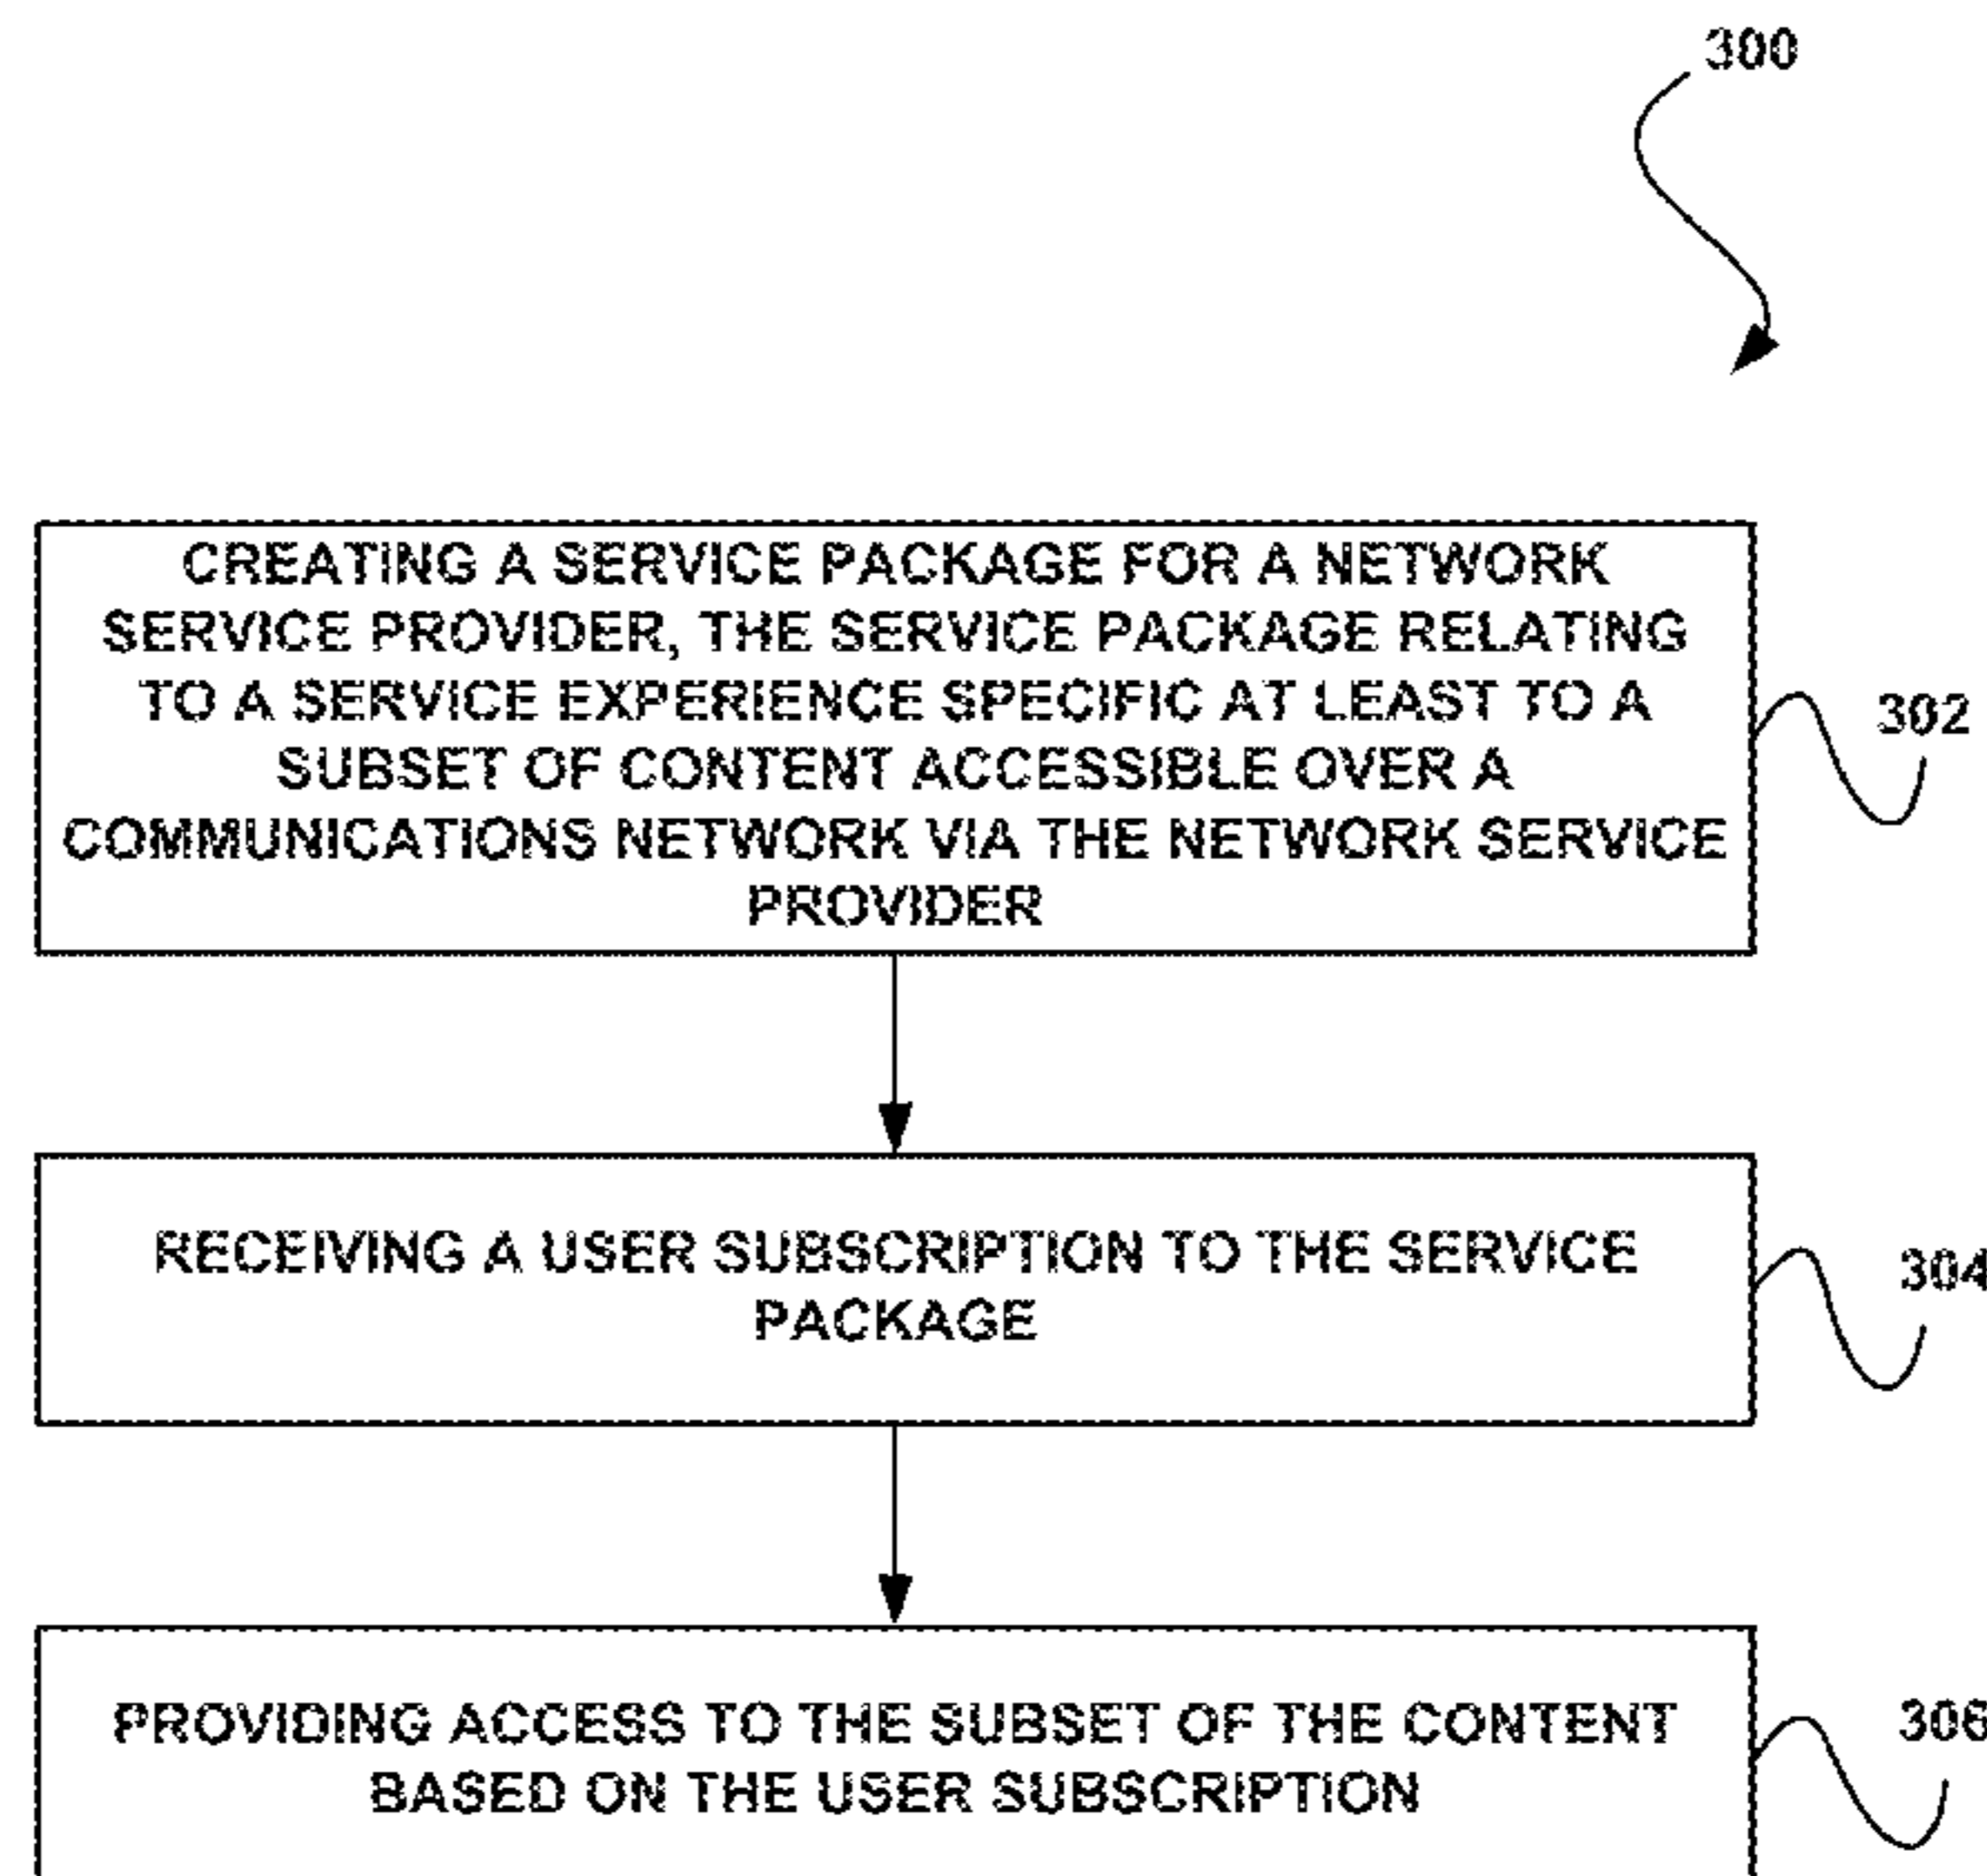 300
CREATING A SERVICE PACKAGE FOR A NETWORK
SERVICE PROVIDER, THE SERVICE PACKAGE RELATING
TO A SERVICE EXPERIENCE SPECIFIC AT LEAST TO A
SUBSET OF CONTENT ACCESSIBLE OVER A
COMMUNICATIONS NETWORK VIA THE NETWORK SERVICE
PROVIDER
302
RECEIVING A USER SUBSCRIPTION TO THE SERVICE
PACKAGE
304
PROVIDING ACCESS TO THE SUBSET OF THE CONTENT
BASED ON THE USER SUBSCRIPTION
306